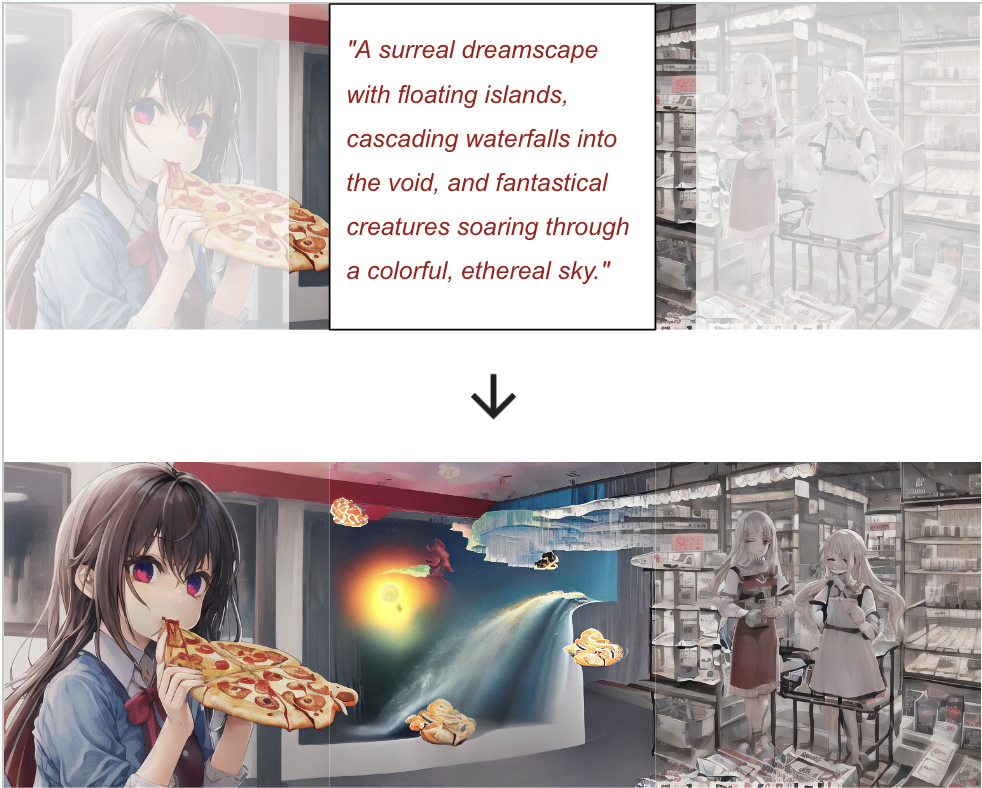 "A surreal dreamscape
with floating islands,
cascading waterfalls into
the void, and fantastical
creatures soaring through
a colorful, ethereal sky."